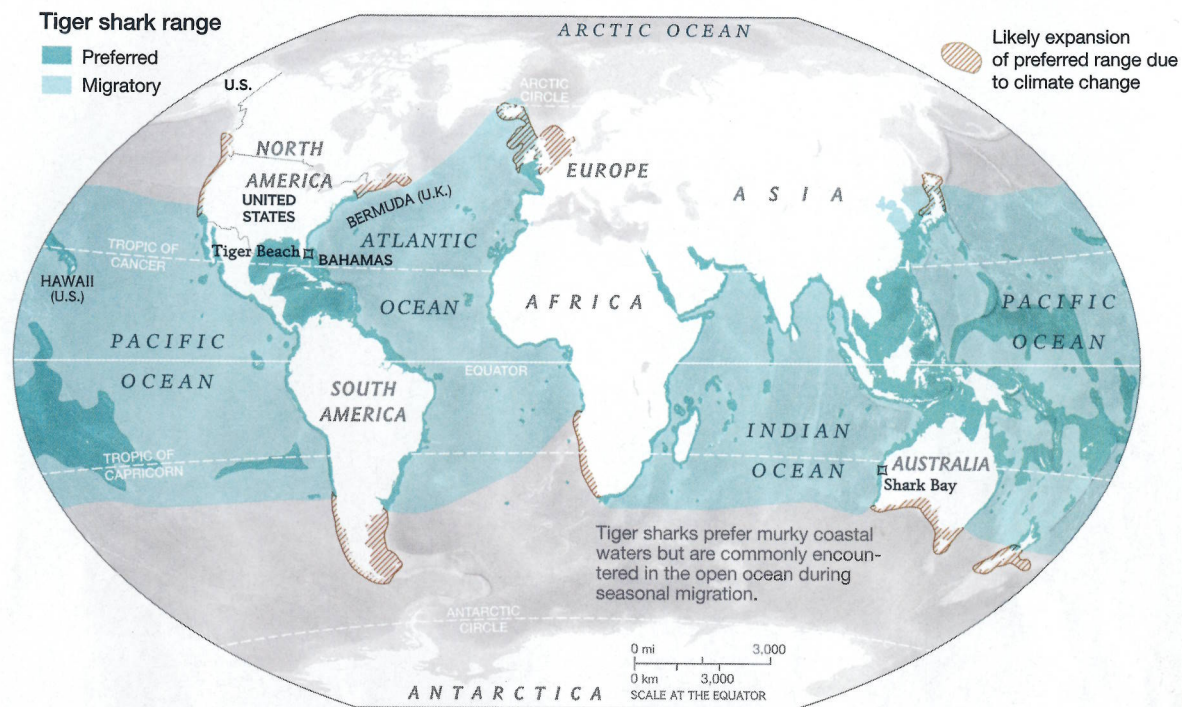 Tiger shark range
Preferred
Migratory
Likely expansion
of preferred range due
to climate change
ARCTIC OCEAN
U.S.
ARCTIC
CIRCLE
NORTH
AMERICA
UNITED
STATES
EUROPE
ASIA
BERMUDA (U.K.)
ATLANTIC
OCEAN
TROPIC OF
CANCER
Tiger Beach
BAHAMAS
HAWAII
(U.S.)
AFRICA
PACIFIC
OCEAN
PACIFIC
OCEAN
EQUATOR
SOUTH
AMERICA
INDIAN
OCEAN
TROPIC OF
CAPRICORN
AUSTRALIA
Shark Bay
Tiger sharks prefer murky coastal
waters but are commonly encoun-
tered in the open ocean during
seasonal migration.
ANTARCTIC
CIRCLE
0 mi 3,000
0 km 3,000
SCALE AT THE EQUATOR
ANTARCTICA